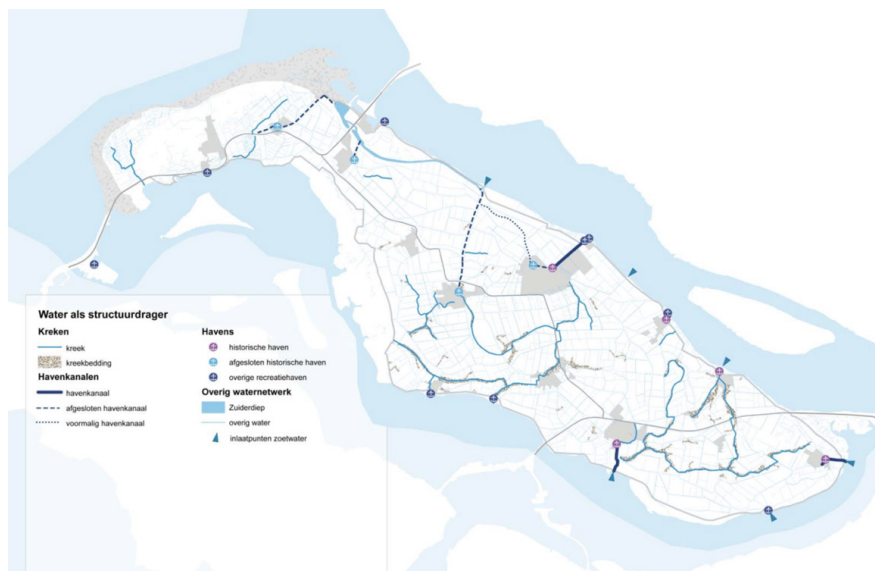 Water als structuurdrager
Kreken
kreek
kreekbedding
Havenkanalen
havenkanaal
afgesloten havenkanaal
voormalig havenkanaal
Havens
historische haven
afgesloten historische haven
overige recreatiehaven
Overig waternetwerk
Zuiderdiep
overig water
inlaatpunten zoetwater